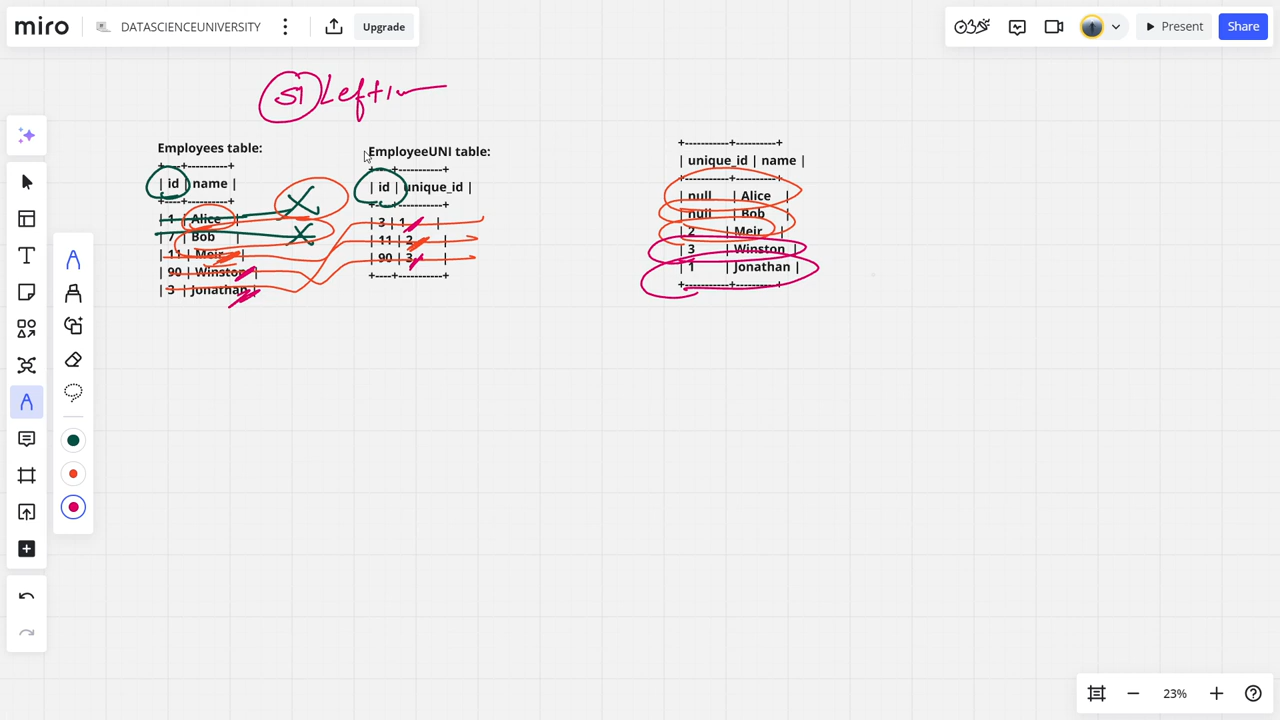 miro DATASCIENCEUNIVERSITY Upgrade Present Share
Employees table:
+----+----------+
| id | name |
+----+----------+
| 1 | Alice |
| 7 | Bob |
| 11 | Meir |
| 90 | Winston |
| 3 | Jonathan |
EmployeeUNI table:
+----+-----------+
| id | unique_id |
+----+-----------+
| 3 | 1 |
| 11 | 2 |
| 90 | 3 |
+----+-----------+
+-----------+----------+
| unique_id | name |
+-----------+----------+
| null | Alice |
| null | Bob |
| 2 | Meir |
| 3 | Winston |
| 1 | Jonathan |
+-----------+----------+
23%